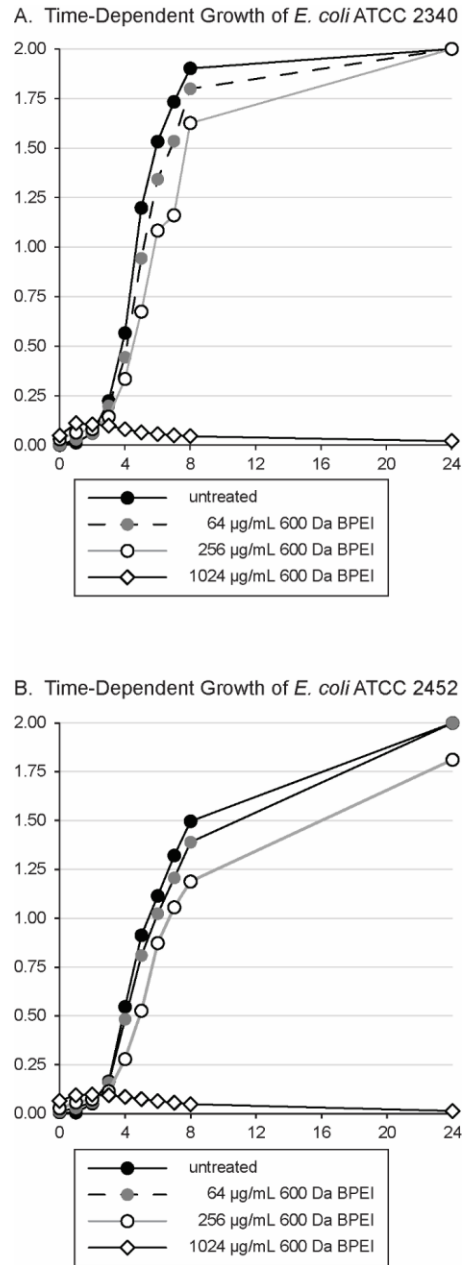 A. Time-Dependent Growth of E. coli ATCC 2340
2.00
1.75
1.50
1.25
1.00
0.75
0.50
0.25
0.00
0 4 8 12 16 20 24
untreated
64 µg/mL 600 Da BPEI
256 µg/mL 600 Da BPEI
1024 µg/mL 600 Da BPEI
B. Time-Dependent Growth of E. coli ATCC 2452
2.00
1.75
1.50
1.25
1.00
0.75
0.50
0.25
0.00
0 4 8 12 16 20 24
untreated
64 µg/mL 600 Da BPEI
256 µg/mL 600 Da BPEI
1024 µg/mL 600 Da BPEI